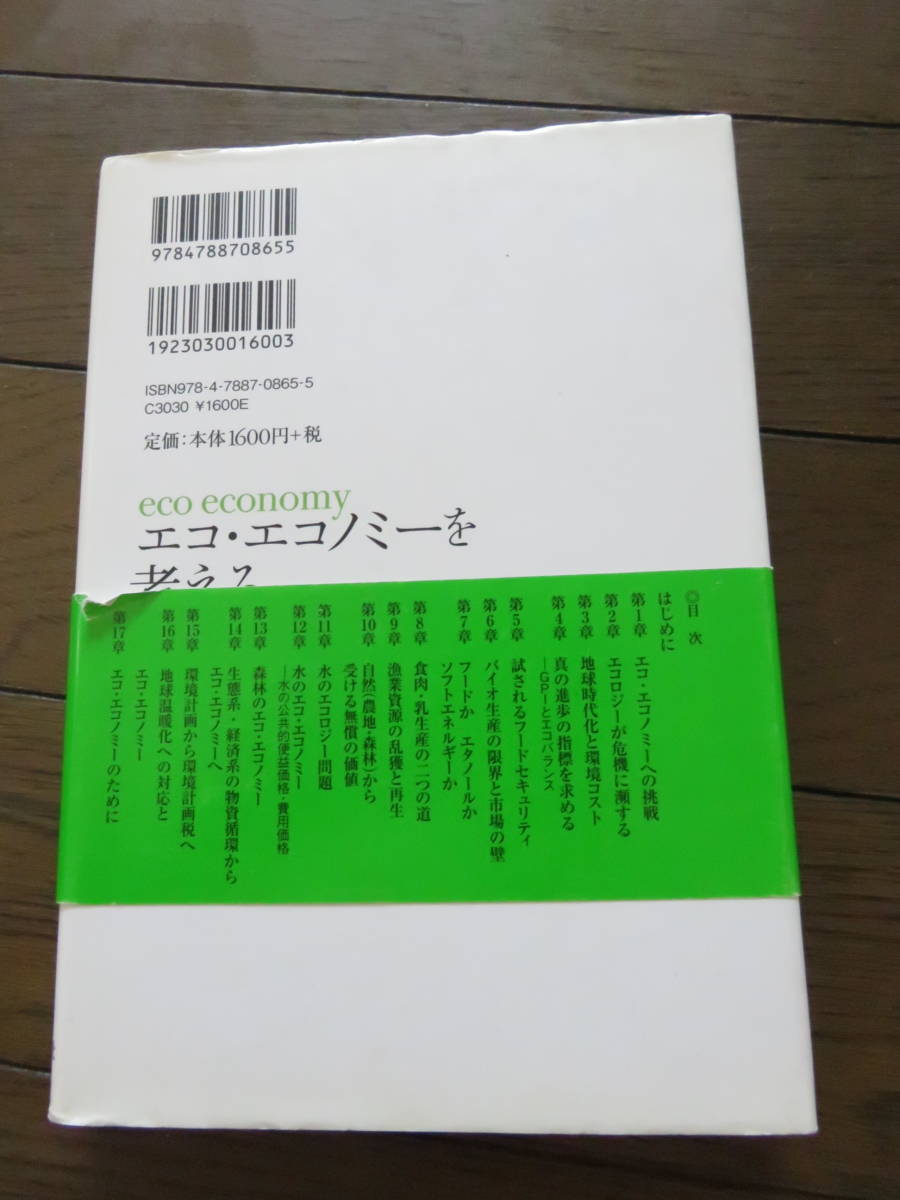 9784788708655
1923030016003
ISBN978-4-7887-0865-5
C3030 ¥1600E
定価：本体1600円+税
eco economy
エコ・エコノミーを
考える
◎目 次
はじめに
第1章 エコ・エコノミーへの挑戦
第2章 エコロジーが危機に瀕する
第3章 地球時代化と環境コスト
第4章 真の進歩の指標を求める
―GPIとエコバランス
第5章 試されるフードセキュリティ
第6章 バイオ生産の限界と市場の壁
第7章 フードか エタノールか
ソフトエネルギーか
第8章 食肉・乳生産の二つの道
第9章 漁業資源の乱獲と再生
第10章 自然(農地・森林)から
受ける無償の価値
第11章 水のエコロジー問題
第12章 水のエコ・エコノミー
―水の公共的便益価格・費用価格
第13章 森林のエコ・エコノミー
第14章 生態系・経済系の物資循環から
エコ・エコノミーへ
第15章 環境計画から環境計画税へ
第16章 地球温暖化への対応と
エコ・エコノミー
第17章 エコ・エコノミーのために